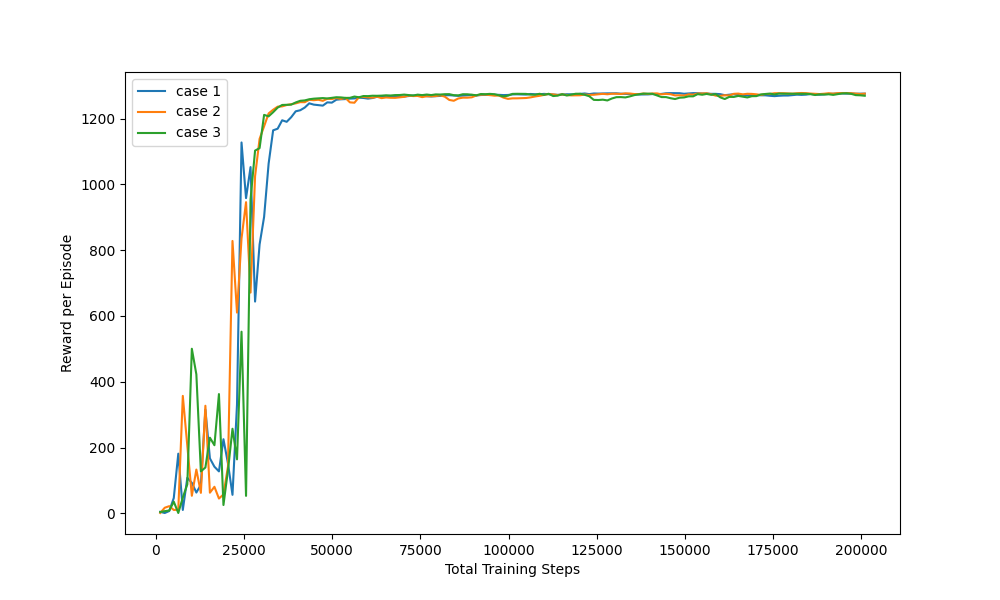 case 1
case 2
case 3
Reward per Episode
1200
1000
800
600
400
200
0
0 25000 50000 75000 100000 125000 150000 175000 200000
Total Training Steps